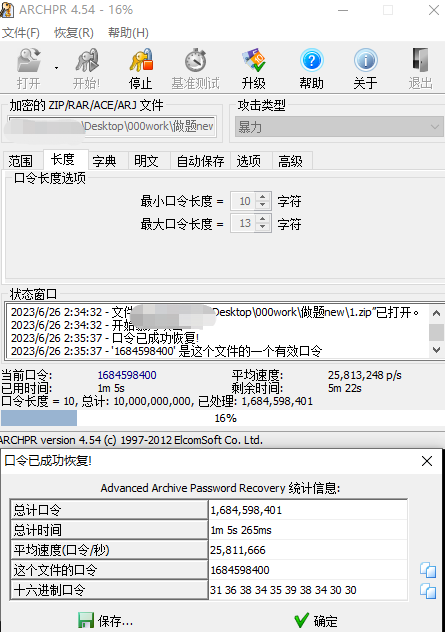 ARCHPR 4.54 - 16%
文件(F) 恢复(R) 帮助(H)
打开 开始! 停止 基准测试 升级 帮助 关于 退出
加密的 ZIP/RAR/ACE/ARJ 文件 攻击类型
\Desktop\000work\做题new 暴力
范围 长度 字典 明文 自动保存 选项 高级
口令长度选项
最小口令长度 = 10 字符
最大口令长度 = 13 字符
状态窗口
2023/6/26 2:34:32 - 文件 Desktop\000work\做题new\1.zip"已打开。
2023/6/26 2:34:32 - 开始
2023/6/26 2:35:37 - 口令已成功恢复!
2023/6/26 2:35:37 - '1684598400' 是这个文件的一个有效口令
当前口令: 1684598400 平均速度: 25,813,248 p/s
已用时间: 1m 5s 剩余时间: 5m 22s
口令长度 = 10, 总计: 10,000,000,000, 已处理: 1,684,598,401
16%
ARCHPR version 4.54 (c) 1997-2012 ElcomSoft Co. Ltd.
口令已成功恢复!
Advanced Archive Password Recovery 统计信息:
总计口令 1,684,598,401
总计时间 1m 5s 265ms
平均速度(口令/秒) 25,811,666
这个文件的口令 1684598400
十六进制口令 31 36 38 34 35 39 38 34 30 30
保存... 确定